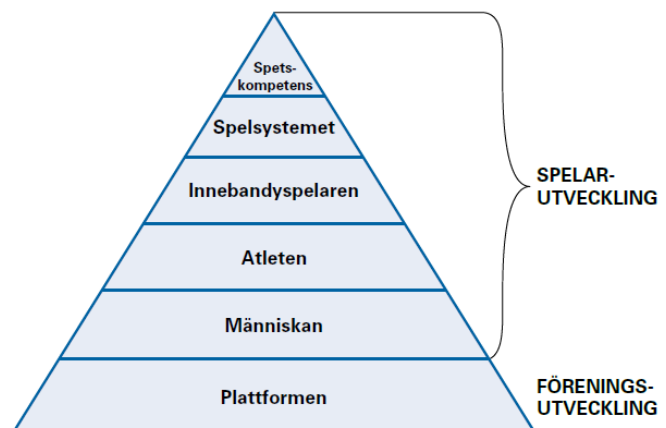 Spets-
kompetens
Spelsystemet
Innebandyspelaren
Atleten
Människan
Plattformen
SPELAR-
UTVECKLING
FÖRENINGS-
UTVECKLING